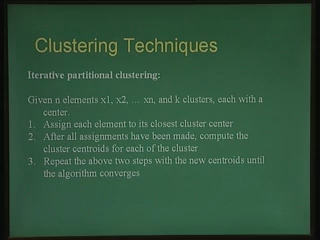 Clustering Techniques
Iterative partitional clustering:
Given n elements x1, x2, … xn, and k clusters, each with a
center.
1. Assign each element to its closest cluster center
2. After all assignments have been made, compute the
cluster centroids for each of the cluster
3. Repeat the above two steps with the new centroids until
the algorithm converges